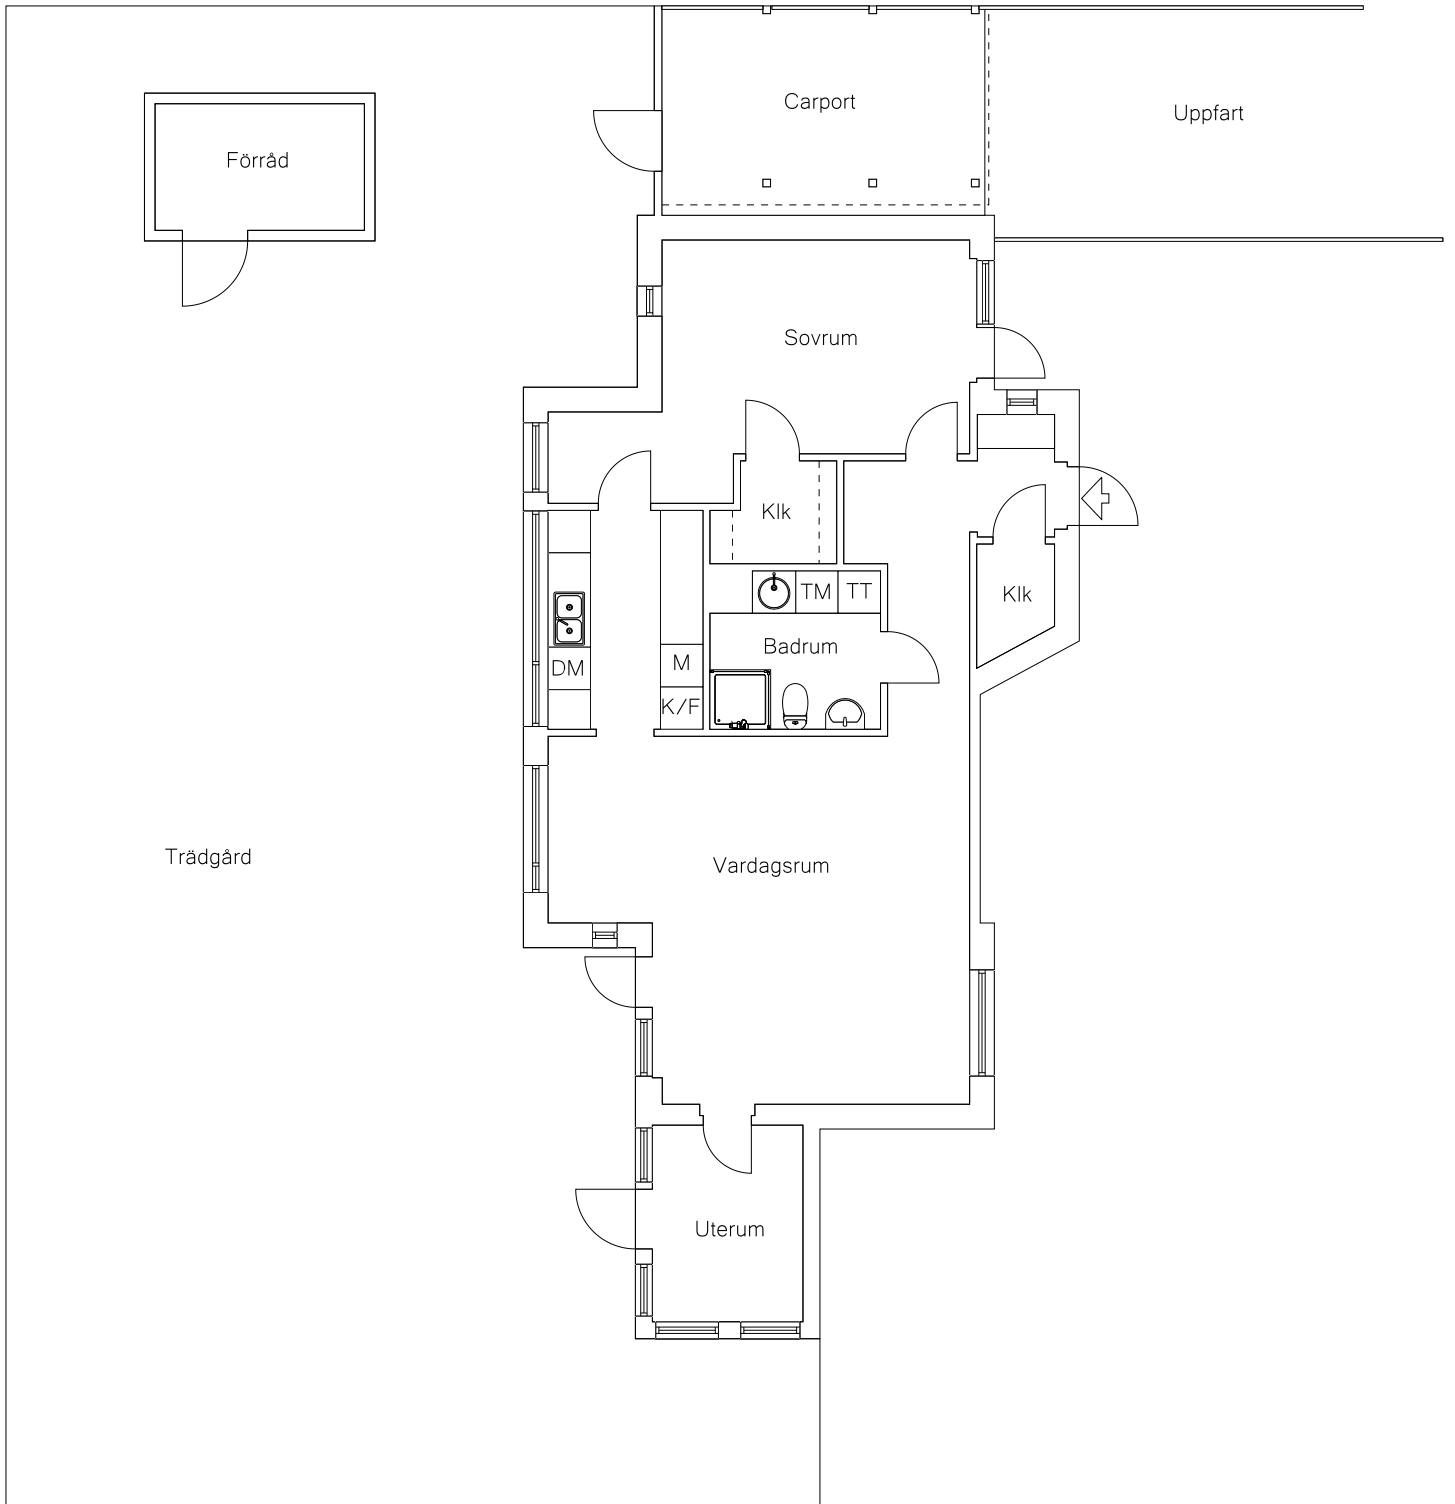 Carport
Uppfart
Förråd
Sovrum
Klk
TM
TT
Klk
Badrum
DM
M
K/F
Trädgård
Vardagsrum
Uterum